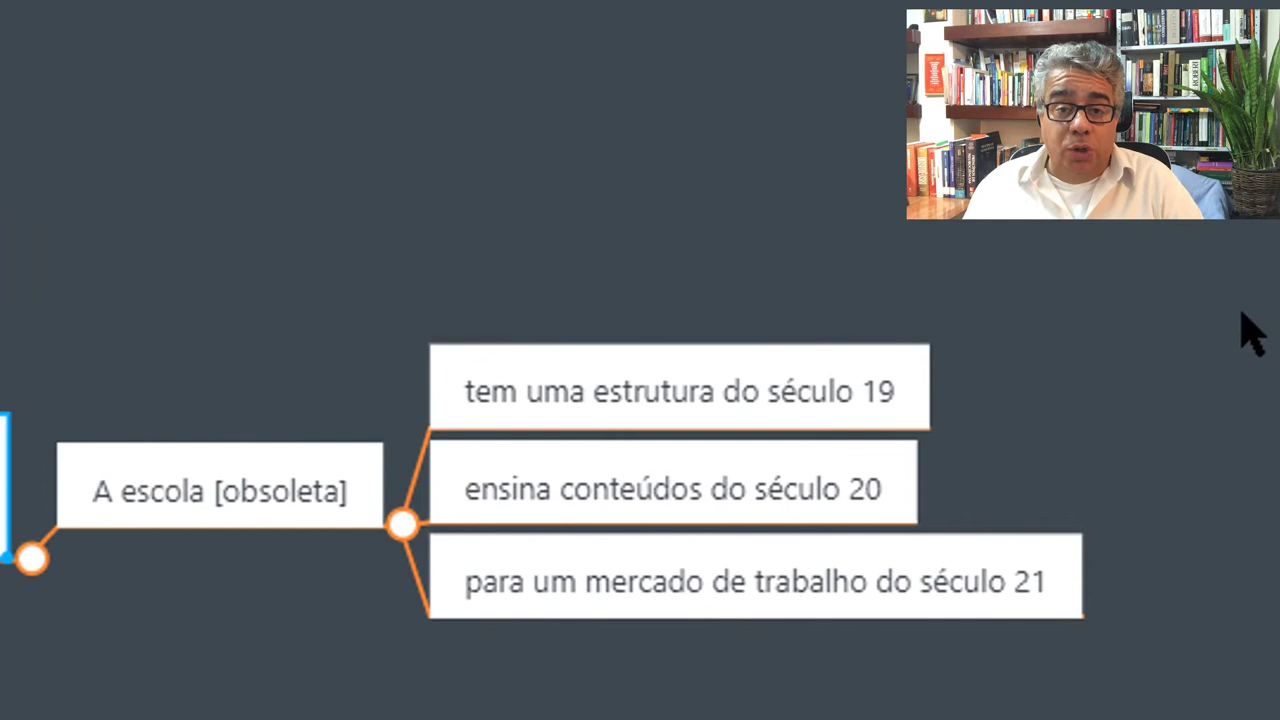 A escola [obsoleta]
tem uma estrutura do século 19
ensina conteúdos do século 20
para um mercado de trabalho do século 21